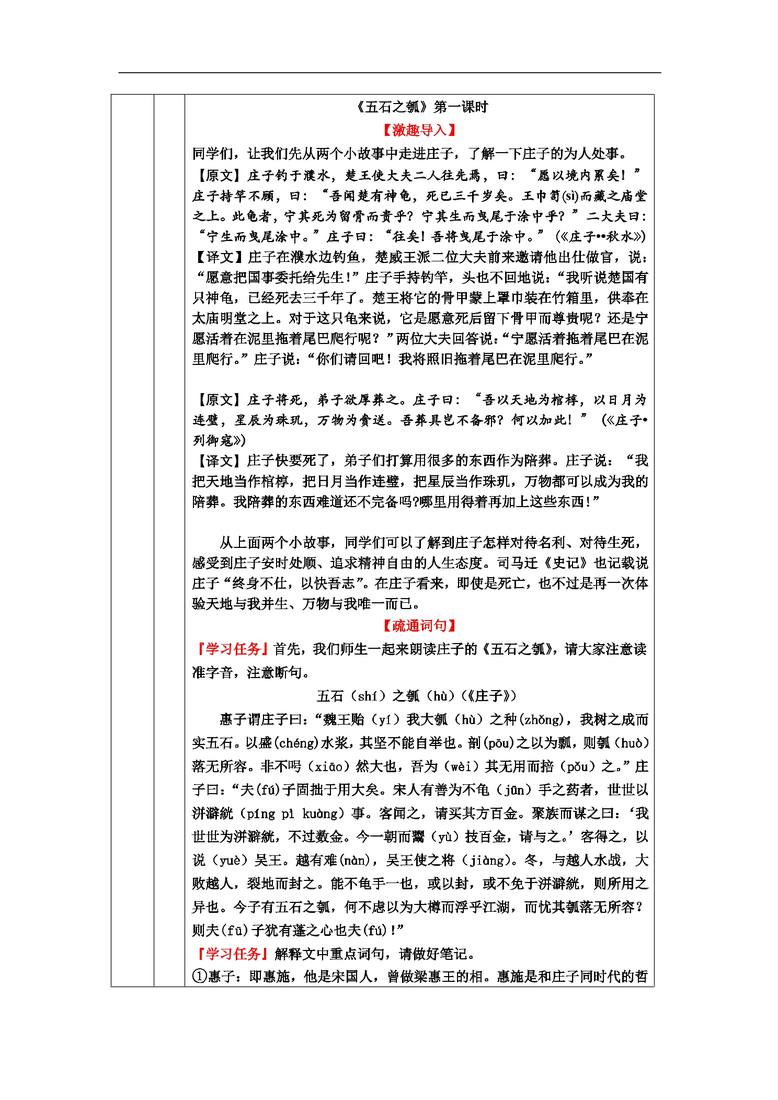 《五石之瓠》第一课时
【激趣导入】
同学们，让我们先从两个小故事中走进庄子，了解一下庄子的为人处事。
【原文】庄子钓于濮水，楚王使大夫二人往先焉，曰：“愿以境内累矣！”
庄子持竿不顾，曰：“吾闻楚有神龟，死已三千岁矣。王巾笥(sì)而藏之庙堂
之上。此龟者，宁其死为留骨而贵乎？宁其生而曳尾于涂中乎？”二大夫曰：
“宁生而曳尾涂中。”庄子曰：“往矣！吾将曳尾于涂中。”(《庄子••秋水》)
【译文】庄子在濮水边钓鱼，楚威王派二位大夫前来邀请他出仕做官，说：
“愿意把国事委托给先生！”庄子手持钓竿，头也不回地说：“我听说楚国有
只神龟，已经死去三千年了。楚王将它的骨甲蒙上罩巾装在竹箱里，供奉在
太庙明堂之上。对于这只龟来说，它是愿意死后留下骨甲而尊贵呢？还是宁
愿活着在泥里拖着尾巴爬行呢？”两位大夫回答说：“宁愿活着拖着尾巴在泥
里爬行。”庄子说：“你们请回吧！我将照旧拖着尾巴在泥里爬行。”
【原文】庄子将死，弟子欲厚葬之。庄子曰：“吾以天地为棺椁，以日月为
连璧，星辰为珠玑，万物为赍送。吾葬具岂不备邪？何以加此！”(《庄子•
列御寇》)
【译文】庄子快要死了，弟子们打算用很多的东西作为陪葬。庄子说：“我
把天地当作棺椁，把日月当作连璧，把星辰当作珠玑，万物都可以成为我的
陪葬。我陪葬的东西难道还不完备吗?哪里用得着再加上这些东西!”
从上面两个小故事，同学们可以了解到庄子怎样对待名利、对待生死，
感受到庄子安时处顺、追求精神自由的人生态度。司马迁《史记》也记载说
庄子“终身不仕，以快吾志”。在庄子看来，即使是死亡，也不过是再一次体
验天地与我并生、万物与我唯一而已。
【疏通词句】
『学习任务』首先，我们师生一起来朗读庄子的《五石之瓠》，请大家注意读
准字音，注意断句。
五石（shí）之瓠（hù）（《庄子》）
惠子谓庄子曰：“魏王贻（yí）我大瓠（hù）之种(zhǒng)，我树之成而
实五石。以盛(chéng)水浆，其坚不能自举也。剖(pōu)之以为瓢，则瓠（huò）
落无所容。非不呺（xiāo）然大也，吾为（wèi）其无用而掊（pǒu）之。”庄
子曰：“夫(fú)子固拙于用大矣。宋人有善为不龟（jūn）手之药者，世世以
洴澼絖（píng pì kuàng）事。客闻之，请买其方百金。聚族而谋之曰：‘我
世世为洴澼絖，不过数金。今一朝而鬻（yù）技百金，请与之。’客得之，以
说（yuè）吴王。越有难(nàn)，吴王使之将（jiàng）。冬，与越人水战，大
败越人，裂地而封之。能不龟手一也，或以封，或不免于洴澼絖，则所用之
异也。今子有五石之瓠，何不虑以为大樽而浮乎江湖，而忧其瓠落无所容？
则夫(fū)子犹有蓬之心也夫(fú)！”
『学习任务』解释文中重点词句，请做好笔记。
①惠子：即惠施，他是宋国人，曾做梁惠王的相。惠施是和庄子同时代的哲